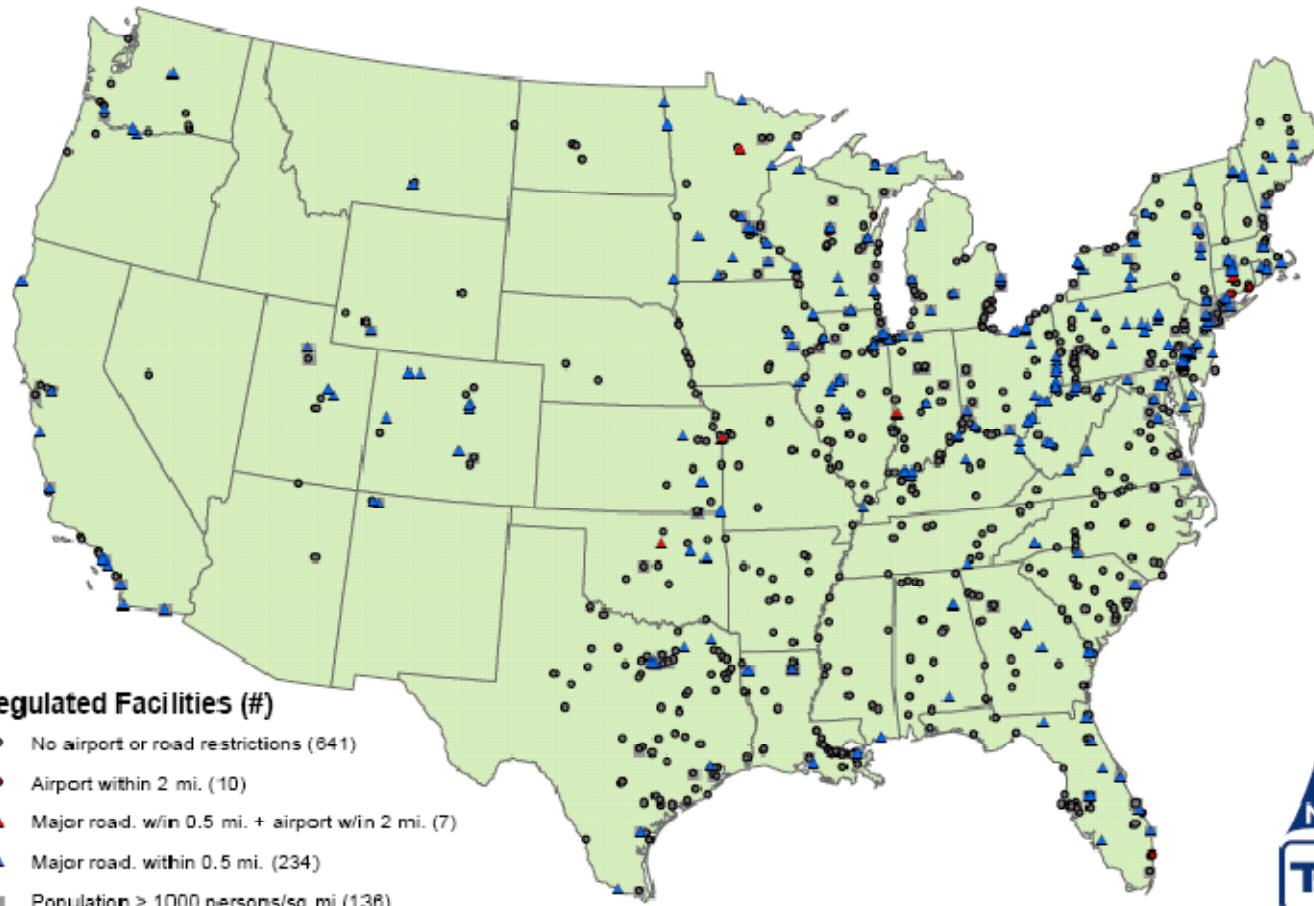 egulated Facilities (#)
No airport or road restrictions (641)
Airport within 2 mi. (10)
Major road. w/in 0.5 mi. + airport w/in 2 mi. (7)
Major road. within 0.5 mi. (234)
Population > 1000 persons/sq mi (136)
N
T